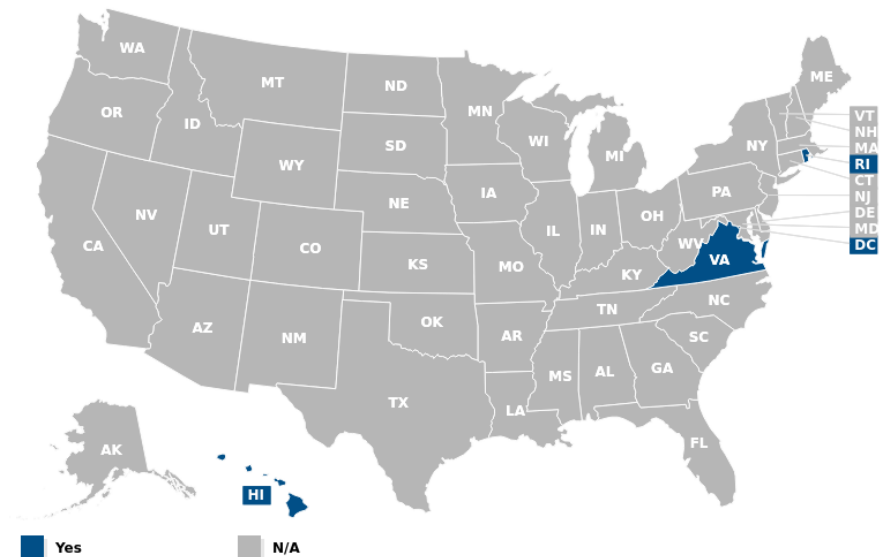 WA
MT
ND
MN
ME
OR
ID
SD
WI
MI
NY
VT
NH
MA
RI
CT
NJ
DE
MD
DC
WY
IA
PA
NE
NV
UT
CO
IL
IN
OH
WV
VA
CA
KS
MO
KY
AZ
NM
OK
AR
TN
NC
SC
MS
AL
GA
TX
LA
FL
AK
HI
Yes
N/A